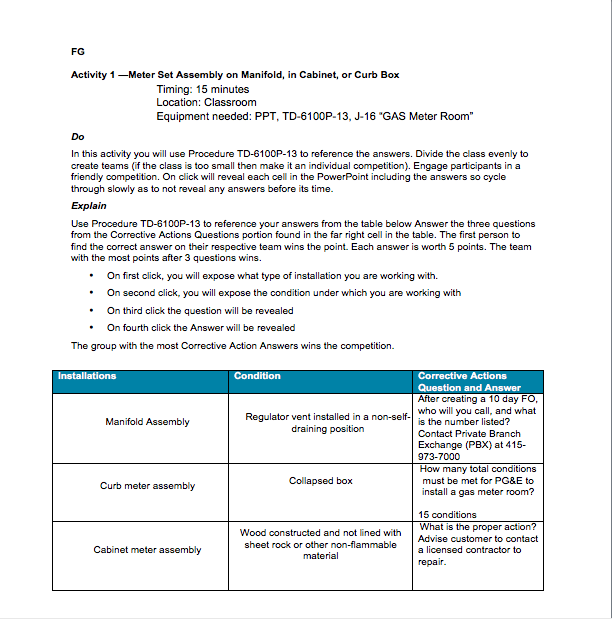 FG
Activity 1 —Meter Set Assembly on Manifold, in Cabinet, or Curb Box
Timing: 15 minutes
Location: Classroom
Equipment needed: PPT, TD-6100P-13, J-16 "GAS Meter Room"
Do
In this activity you will use Procedure TD-6100P-13 to reference the answers. Divide the class evenly to
create teams (if the class is too small then make it an individual competition). Engage participants in a
friendly competition. On click will reveal each cell in the PowerPoint including the answers so cycle
through slowly as to not reveal any answers before its time.
Explain
Use Procedure TD-6100P-13 to reference your answers from the table below Answer the three questions
from the Corrective Actions Questions portion found in the far right cell in the table. The first person to
find the correct answer on their respective team wins the point. Each answer is worth 5 points. The team
with the most points after 3 questions wins.
• On first click, you will expose what type of installation you are working with.
• On second click, you will expose the condition under which you are working with
• On third click the question will be revealed
• On fourth click the Answer will be revealed
The group with the most Corrective Action Answers wins the competition.
Installations
Condition
Corrective Actions
Question and Answer
Manifold Assembly
Regulator vent installed in a non-self-
draining position
After creating a 10 day FO,
who will you call, and what
is the number listed?
Contact Private Branch
Exchange (PBX) at 415-
973-7000
Curb meter assembly
Collapsed box
How many total conditions
must be met for PG&E to
install a gas meter room?
15 conditions
Cabinet meter assembly
Wood constructed and not lined with
sheet rock or other non-flammable
material
What is the proper action?
Advise customer to contact
a licensed contractor to
repair.